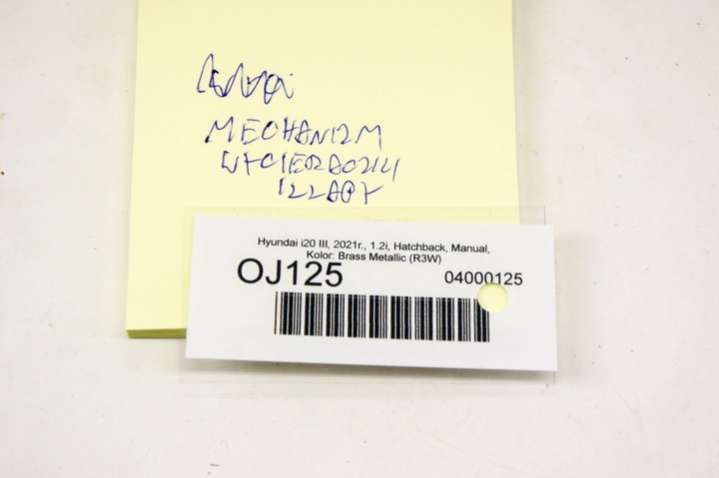 MECHANIZM
Hyundai i20 III, 2021r., 1.2i, Hatchback, Manual,
Kolor: Brass Metallic (R3W)
OJ125
04000125